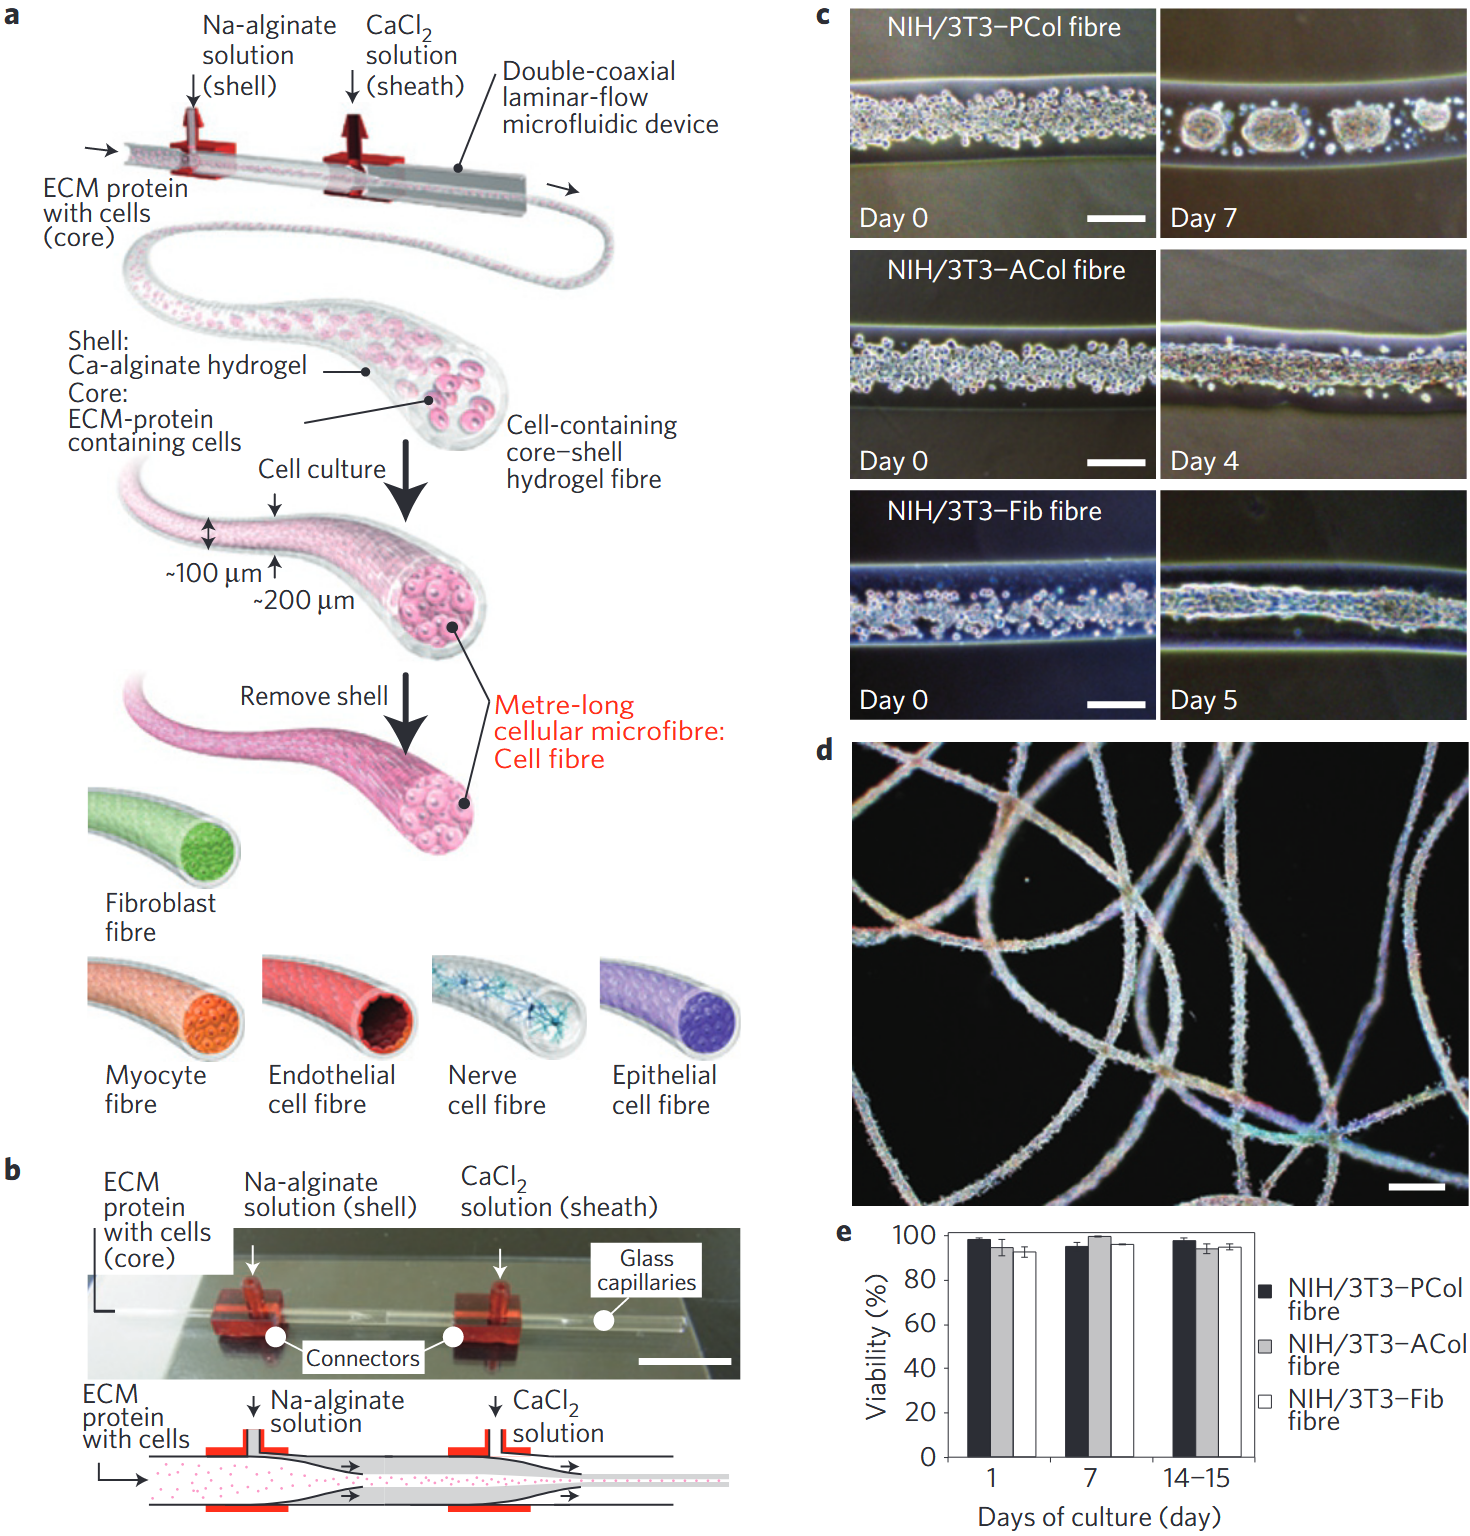 a
Na-alginate
solution
(shell)
CaCl2
solution
(sheath)
Double-coaxial
laminar-flow
microfluidic device
ECM protein
with cells
(core)
Shell:
Ca-alginate hydrogel
Core:
ECM-protein
containing cells
Cell-containing
core–shell
hydrogel fibre
Cell culture
~100 μm
~200 μm
Remove shell
Metre-long
cellular microfibre:
Cell fibre
Fibroblast
fibre
Myocyte
fibre
Endothelial
cell fibre
Nerve
cell fibre
Epithelial
cell fibre
b
ECM
protein
with cells
(core)
Na-alginate
solution (shell)
CaCl2
solution (sheath)
Glass
capillaries
Connectors
ECM
protein
with cells
Na-alginate
solution
CaCl2
solution
c
NIH/3T3–PCol fibre
Day 0
Day 7
NIH/3T3–ACol fibre
Day 0
Day 4
NIH/3T3–Fib fibre
Day 0
Day 5
d
e
Viability (%)
100
80
60
40
20
0
1
7
14–15
Days of culture (day)
NIH/3T3–PCol
fibre
NIH/3T3–ACol
fibre
NIH/3T3–Fib
fibre